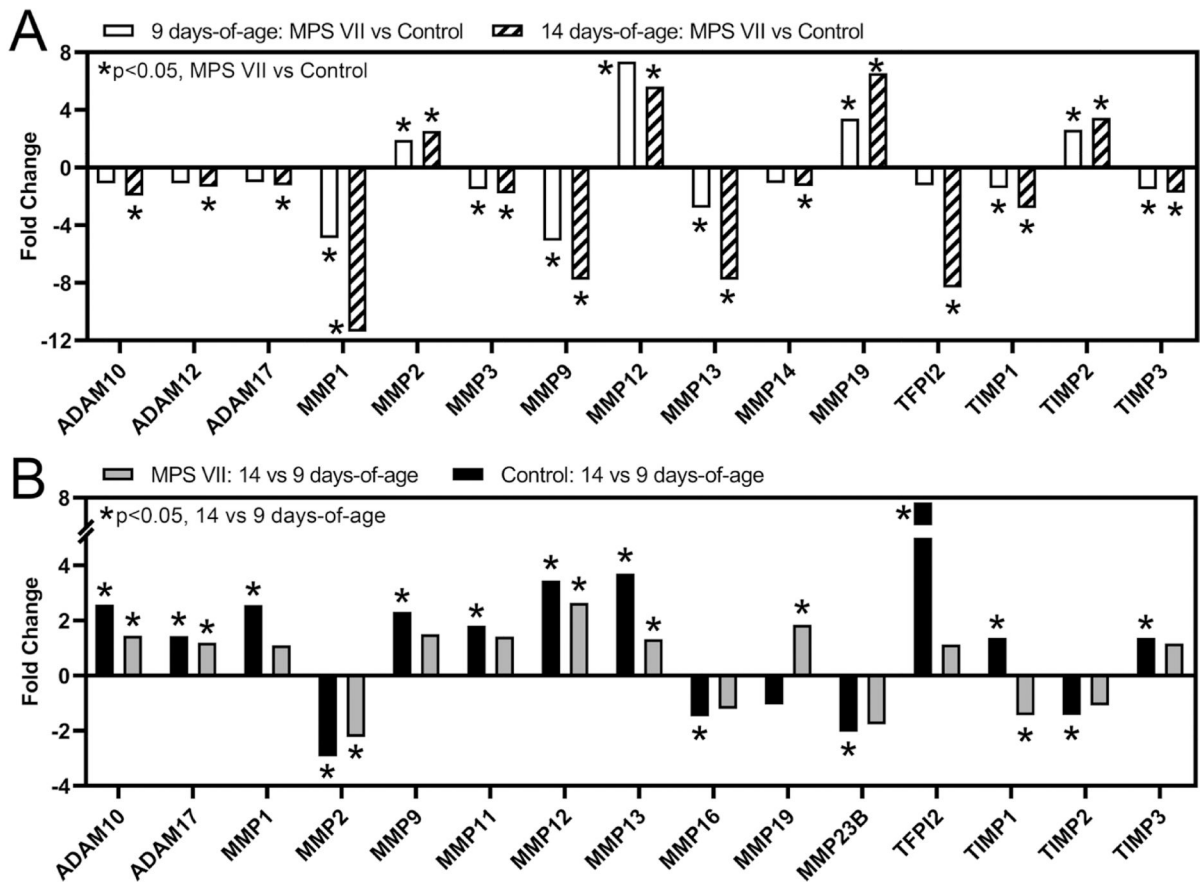 A
9 days-of-age: MPS VII vs Control
14 days-of-age: MPS VII vs Control
*p<0.05, MPS VII vs Control
Fold Change
8
4
0
-4
-8
-12
* * * * * * * * * * * * * * * * * * * * * * * *
ADAM10
ADAM12
ADAM17
MMP1
MMP2
MMP3
MMP9
MMP12
MMP13
MMP14
MMP19
TFPI2
TIMP1
TIMP2
TIMP3
B
MPS VII: 14 vs 9 days-of-age
Control: 14 vs 9 days-of-age
*p<0.05, 14 vs 9 days-of-age
Fold Change
8
4
2
0
-2
-4
* * * * * * * * * * * * * * * * * * * * *
ADAM10
ADAM17
MMP1
MMP2
MMP9
MMP11
MMP12
MMP13
MMP16
MMP19
MMP23B
TFPI2
TIMP1
TIMP2
TIMP3